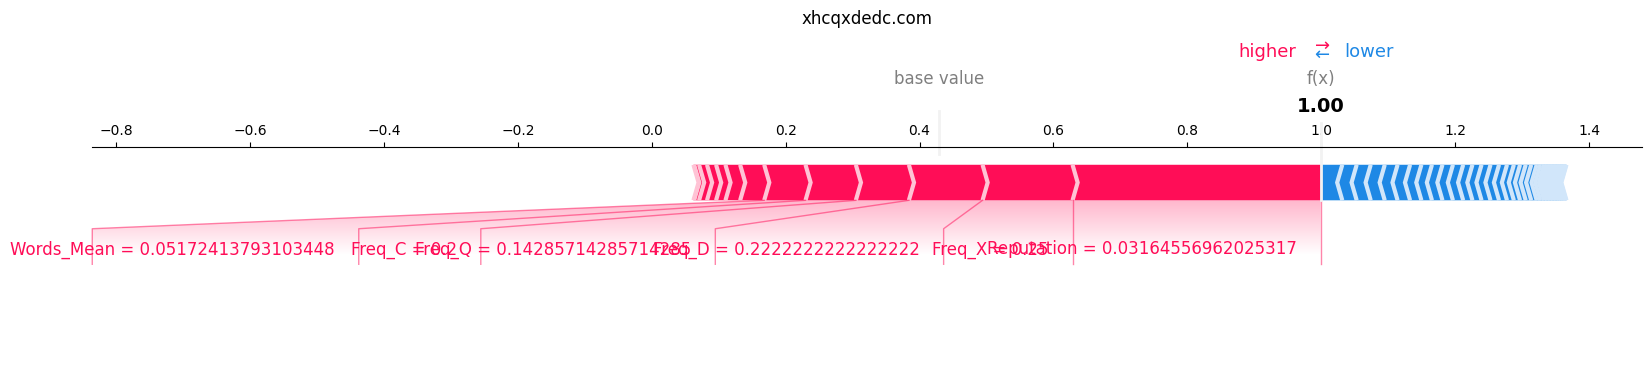 xhcqxdedc.com
higher → ← lower
base value f(x)
1.00
−0.8 −0.6 −0.4 −0.2 0.0 0.2 0.4 0.6 0.8 1.0 1.2 1.4
Words_Mean = 0.05172413793103448 Freq_C = 0.2 Freq_Q = 0.14285714285714285 Freq_D = 0.2222222222222222 Freq_X = 0.25 Reputation = 0.03164556962025317